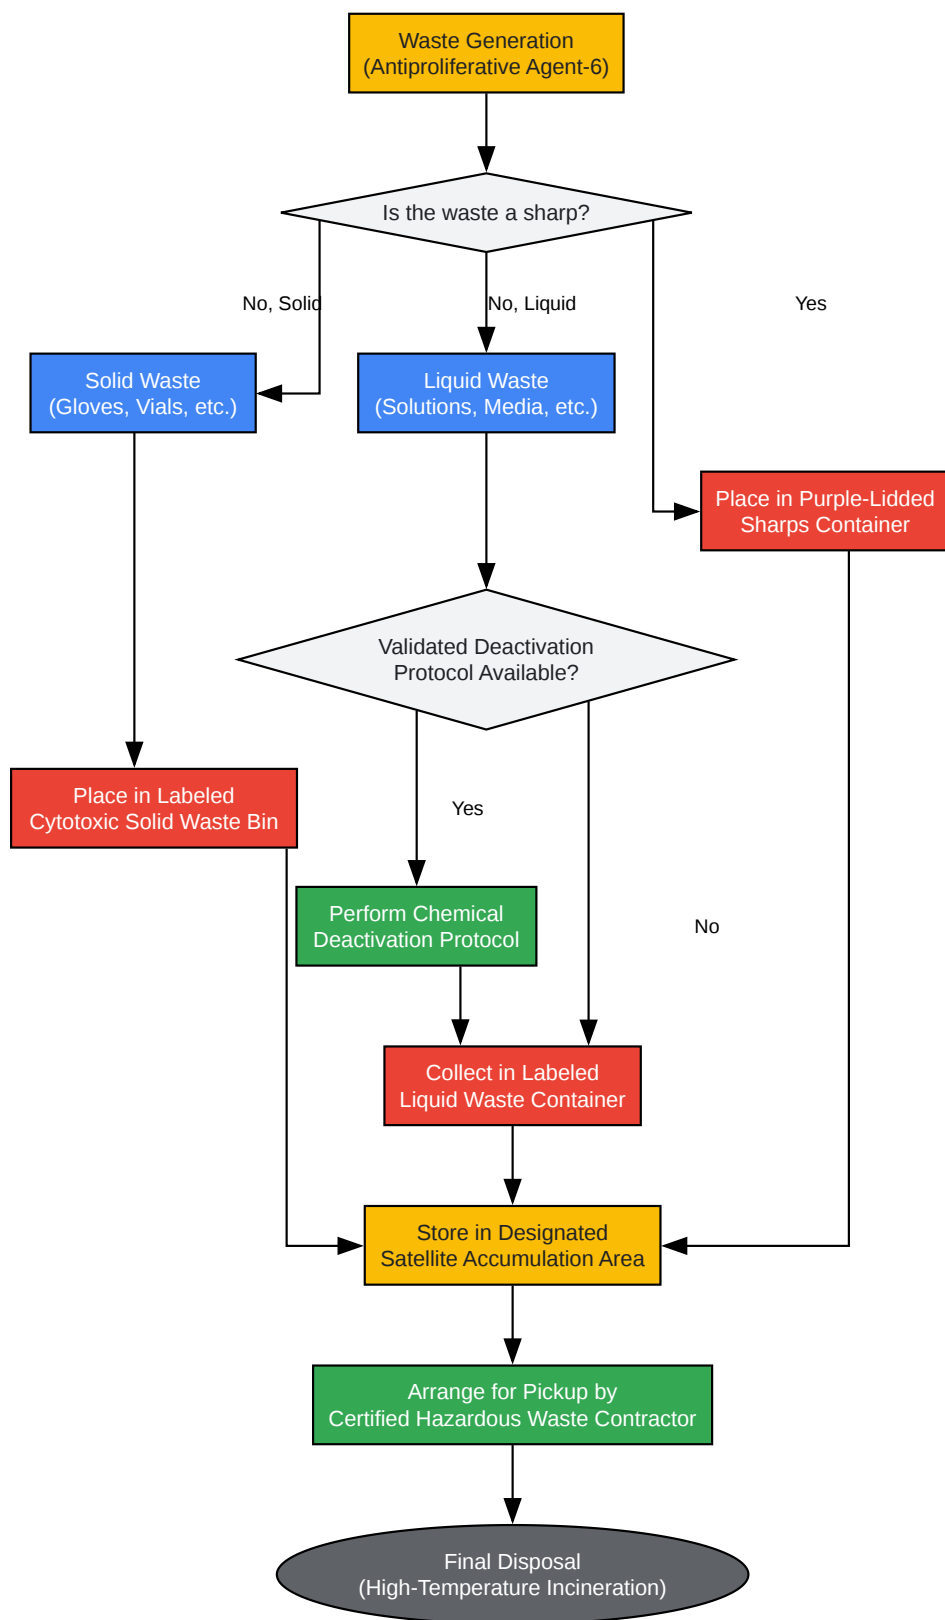 Waste Generation
(Antiproliferative Agent-6)
Is the waste a sharp?
No, Solid
No, Liquid
Yes
Solid Waste
(Gloves, Vials, etc.)
Liquid Waste
(Solutions, Media, etc.)
Place in Purple-Lidded
Sharps Container
Validated Deactivation
Protocol Available?
Place in Labeled
Cytotoxic Solid Waste Bin
Yes
Perform Chemical
Deactivation Protocol
No
Collect in Labeled
Liquid Waste Container
Store in Designated
Satellite Accumulation Area
Arrange for Pickup by
Certified Hazardous Waste Contractor
Final Disposal
(High-Temperature Incineration)